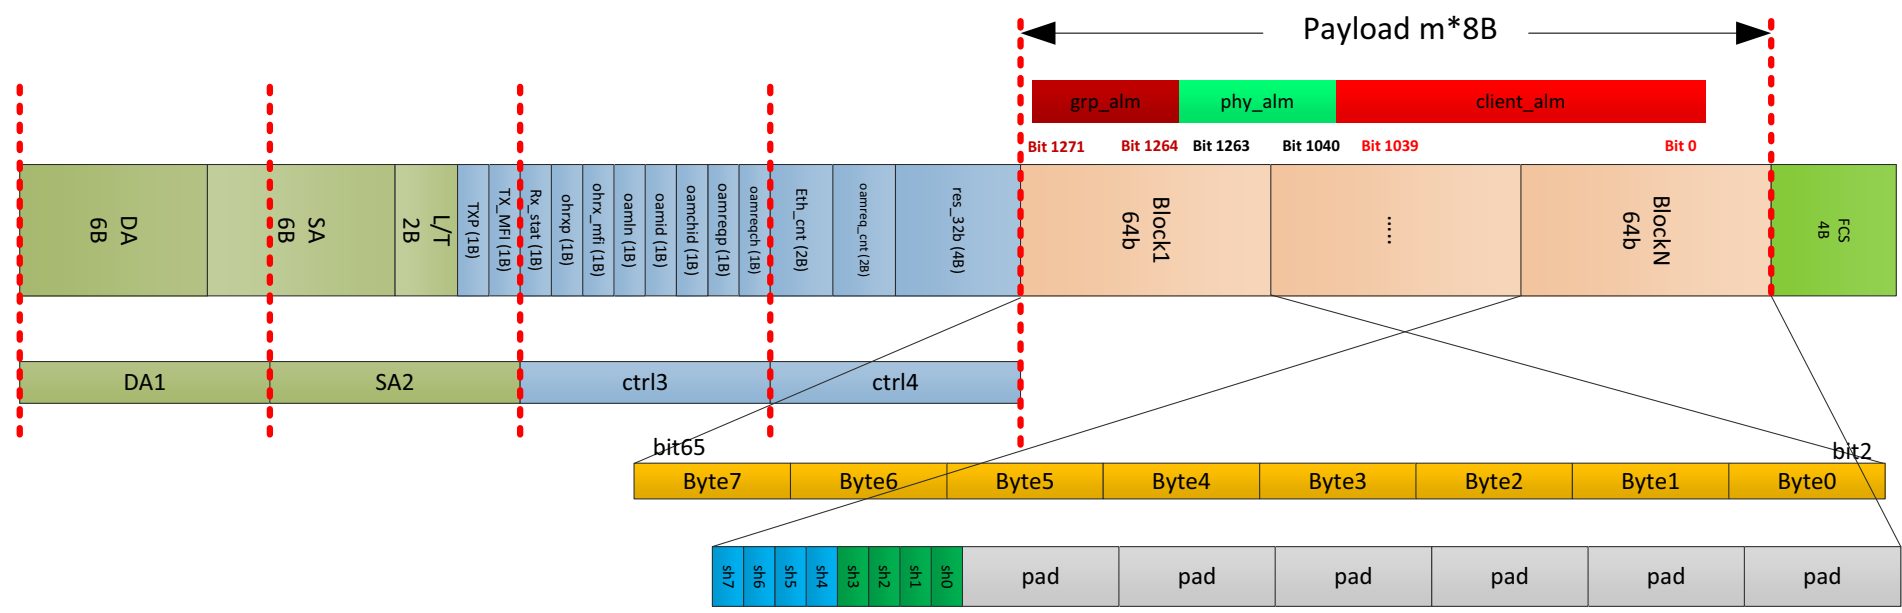 Payload m*8B
grp_alm
phy_alm
client_alm
Bit 1271
Bit 1264
Bit 1263
Bit 1040
Bit 1039
Bit 0
DA
6B
SA
6B
L/T
2B
TXP (1B)
TX_MFI (1B)
Rx_stat (1B)
ohrxp (1B)
ohrx_mfi (1B)
oamln (1B)
oamid (1B)
oamchid (1B)
oamreqp (1B)
oamreqch (1B)
Eth_cnt (2B)
oamreq_cnt (2B)
res_32b (4B)
Block1
64b
.....
BlockN
64b
FCS
4B
DA1
SA2
ctrl3
ctrl4
bit65
bit2
Byte7
Byte6
Byte5
Byte4
Byte3
Byte2
Byte1
Byte0
sh7
sh6
sh5
sh4
sh3
sh2
sh1
sh0
pad
pad
pad
pad
pad
pad